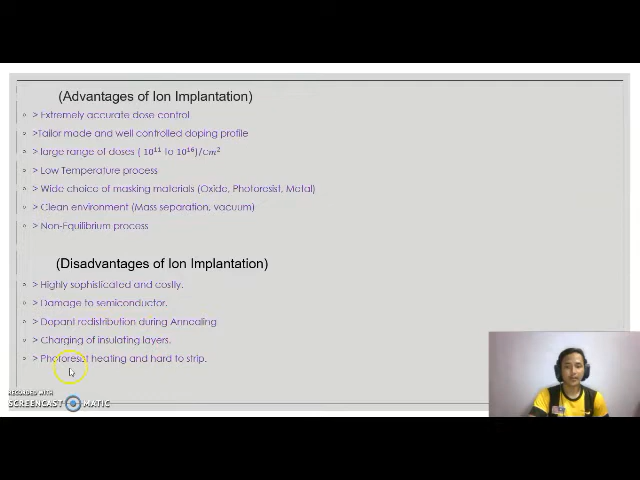 (Advantages of Ion Implantation)
> Extremely accurate dose control
>Tailor made and well controlled doping profile
> large range of doses ( 10¹¹ to 10¹⁶)/cm²
> Low Temperature process
> Wide choice of masking materials (Oxide, Photoresist, Metal)
> Clean environment (Mass separation, vacuum)
> Non-Equilibrium process
(Disadvantages of Ion Implantation)
> Highly sophisticated and costly.
> Damage to semiconductor.
> Dopant redistribution during Annealing
> Charging of insulating layers.
> Photoresist heating and hard to strip.
RECORDED WITH
SCREENCAST MATIC